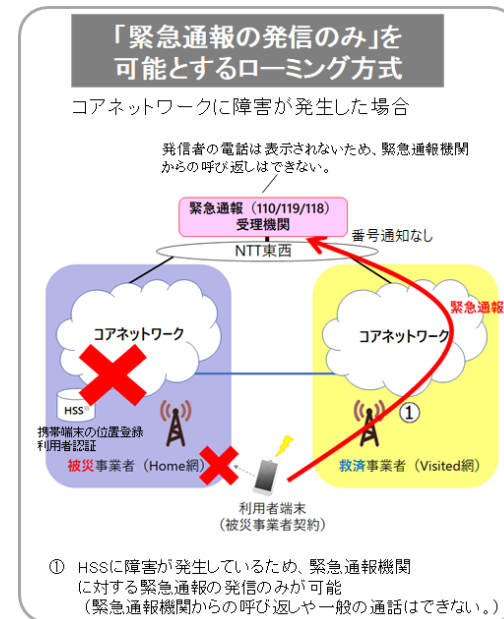 「緊急通報の発信のみ」を
可能とするローミング方式
コアネットワークに障害が発生した場合
発信者の電話は表示されないため、緊急通報機関
からの呼び返しはできない。
緊急通報（110/119/118）
受理機関
番号通知なし
NTT東西
緊急通報
コアネットワーク
コアネットワーク
HSS※
①
携帯端末の位置登録
利用者認証
被災事業者（Home網）
救済事業者（Visited網）
利用者端末
（被災事業者契約）
① HSSに障害が発生しているため、緊急通報機関
に対する緊急通報の発信のみが可能
（緊急通報機関からの呼び返しや一般の通話はできない。）